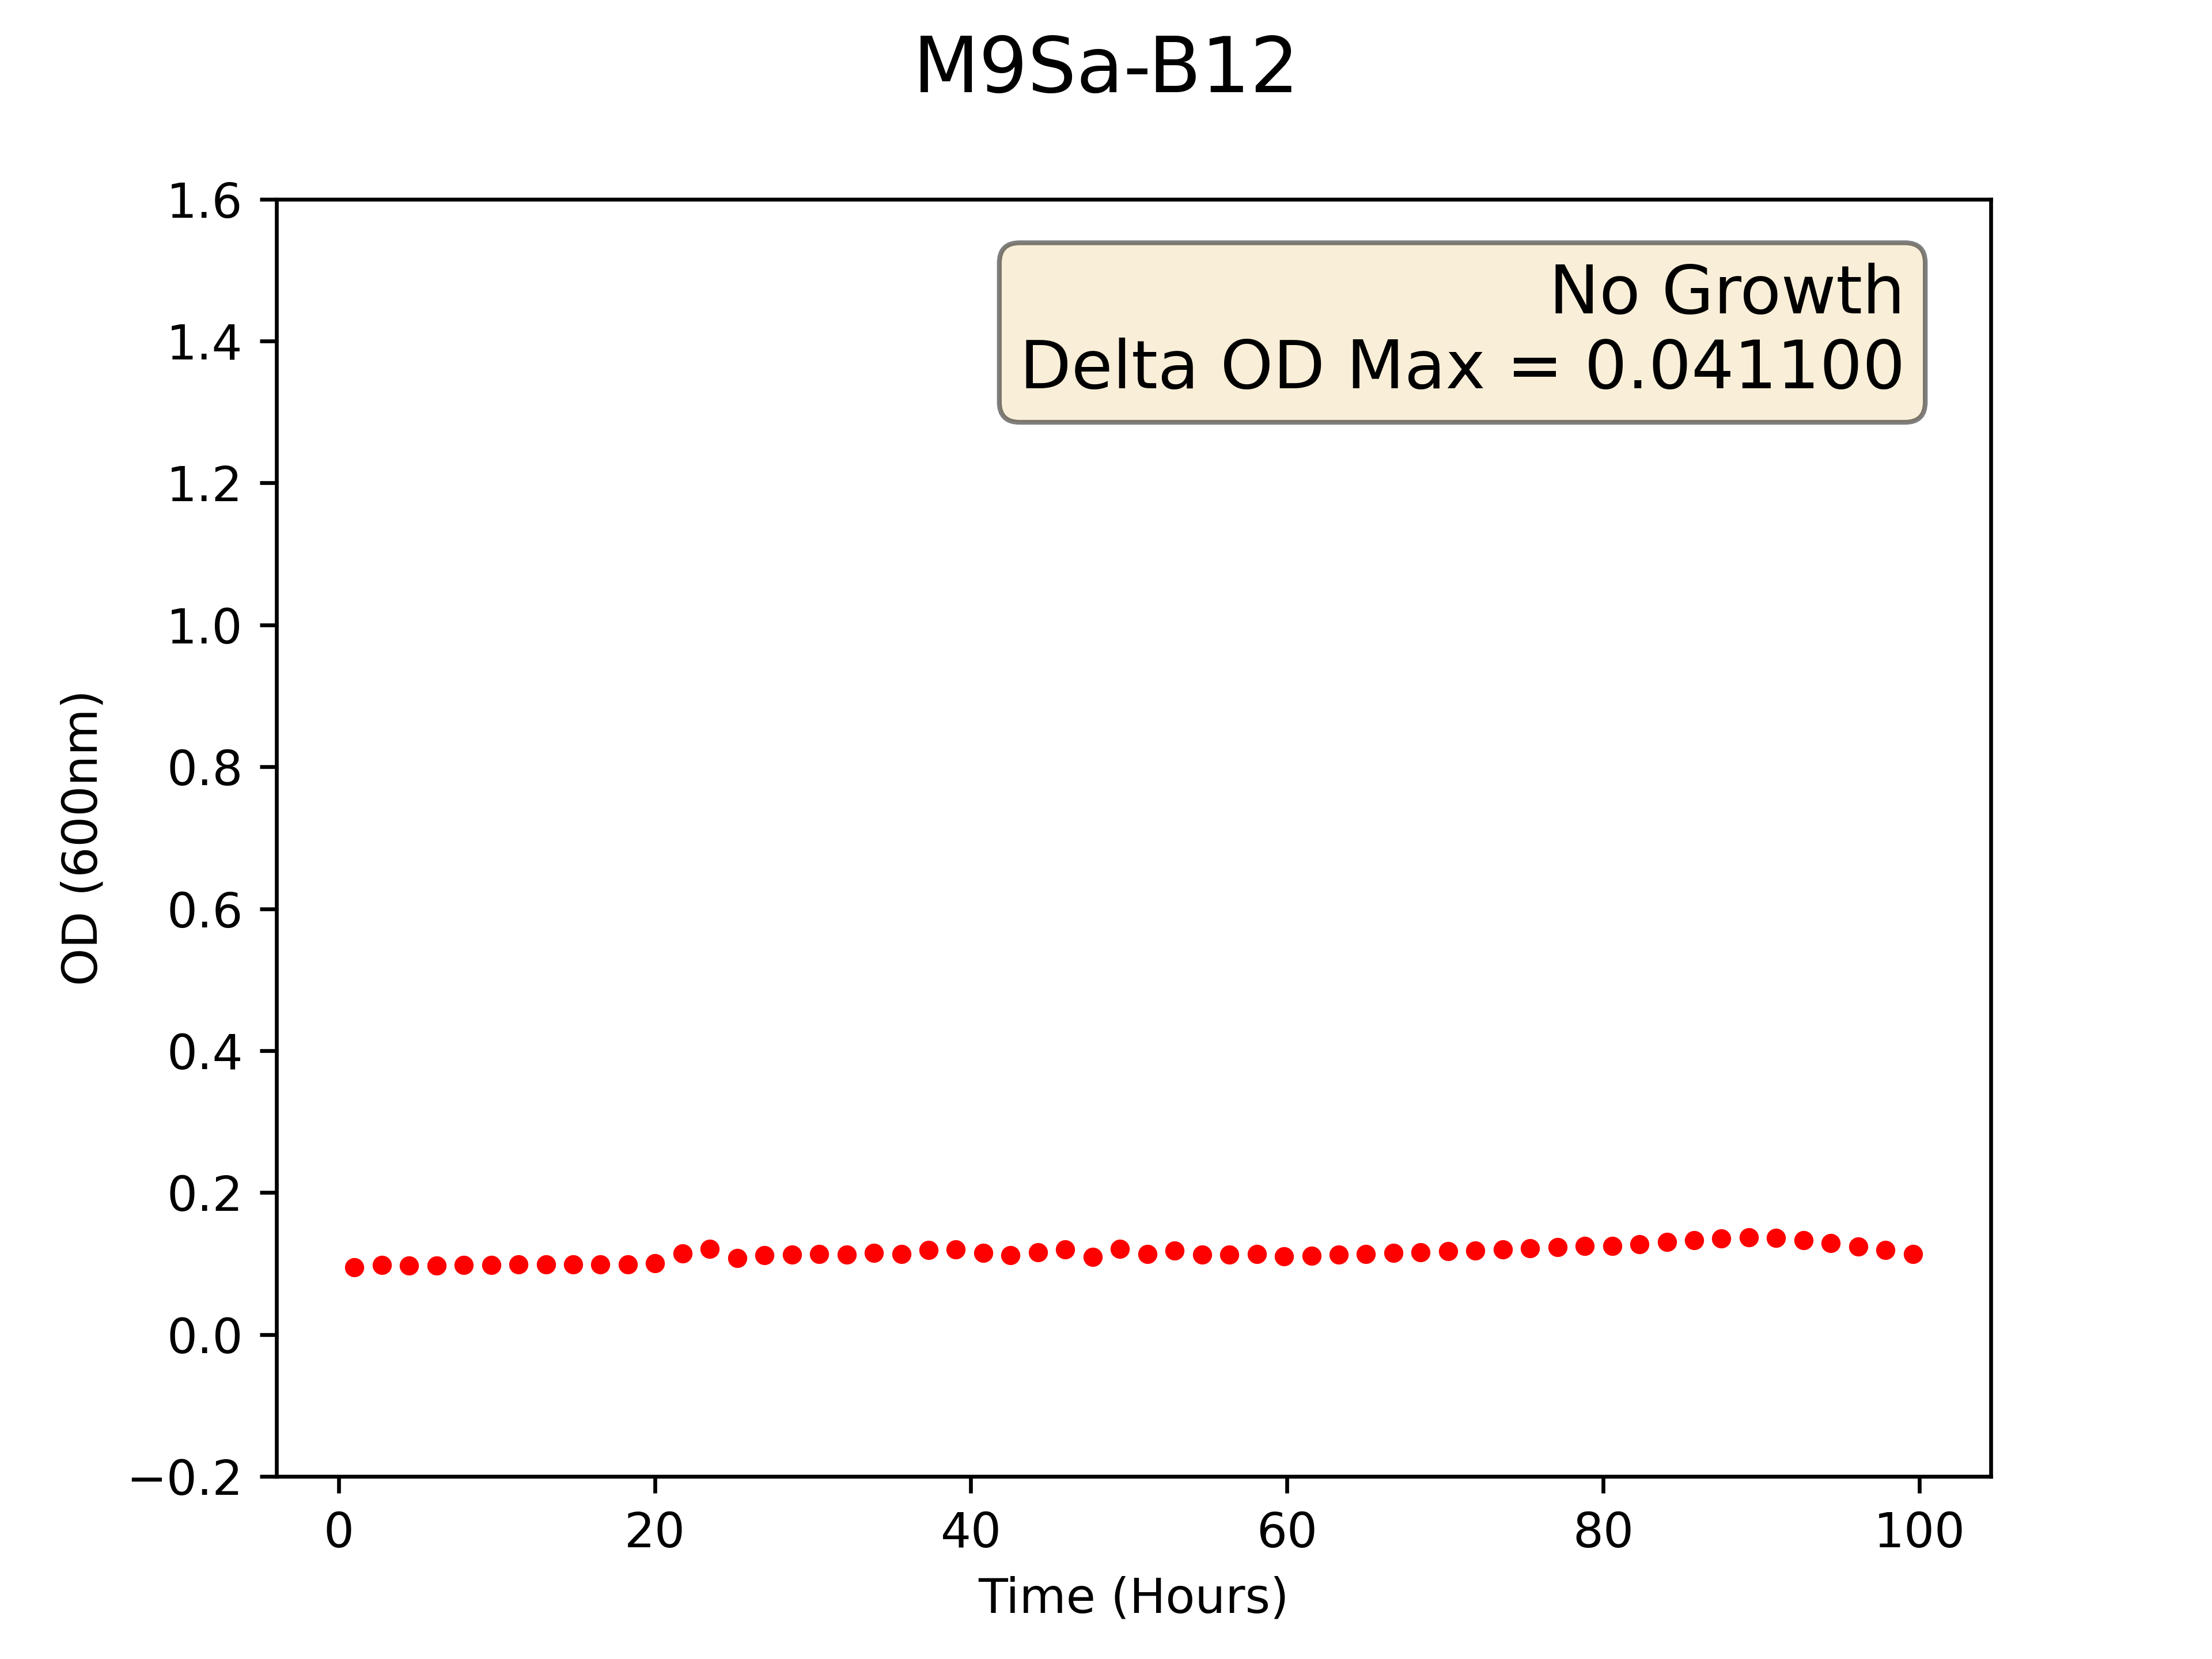 M9Sa-B12
No Growth
Delta OD Max = 0.041100
1.6
1.4
1.2
1.0
0.8
0.6
0.4
0.2
0.0
−0.2
OD (600nm)
0 20 40 60 80 100
Time (Hours)